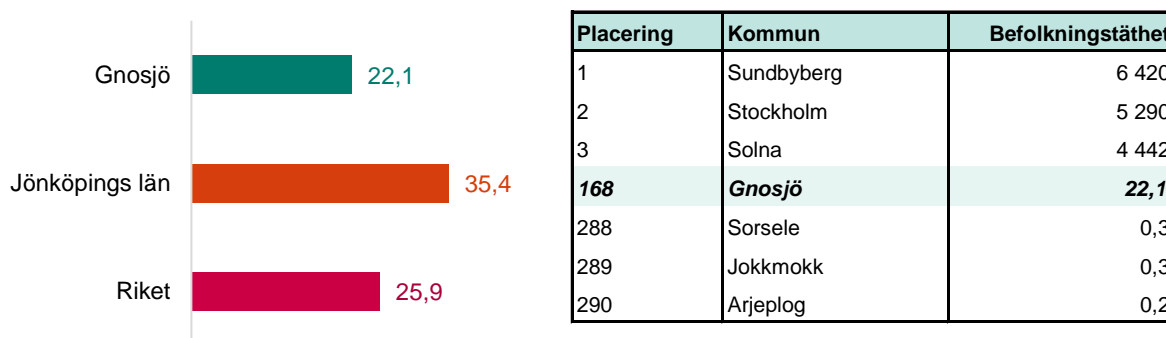 Gnosjö 22,1
Jönköpings län 35,4
Riket 25,9
Placering Kommun Befolkningstäthet
1 Sundbyberg 6 420
2 Stockholm 5 290
3 Solna 4 442
168 Gnosjö 22,1
288 Sorsele 0,3
289 Jokkmokk 0,3
290 Arjeplog 0,2